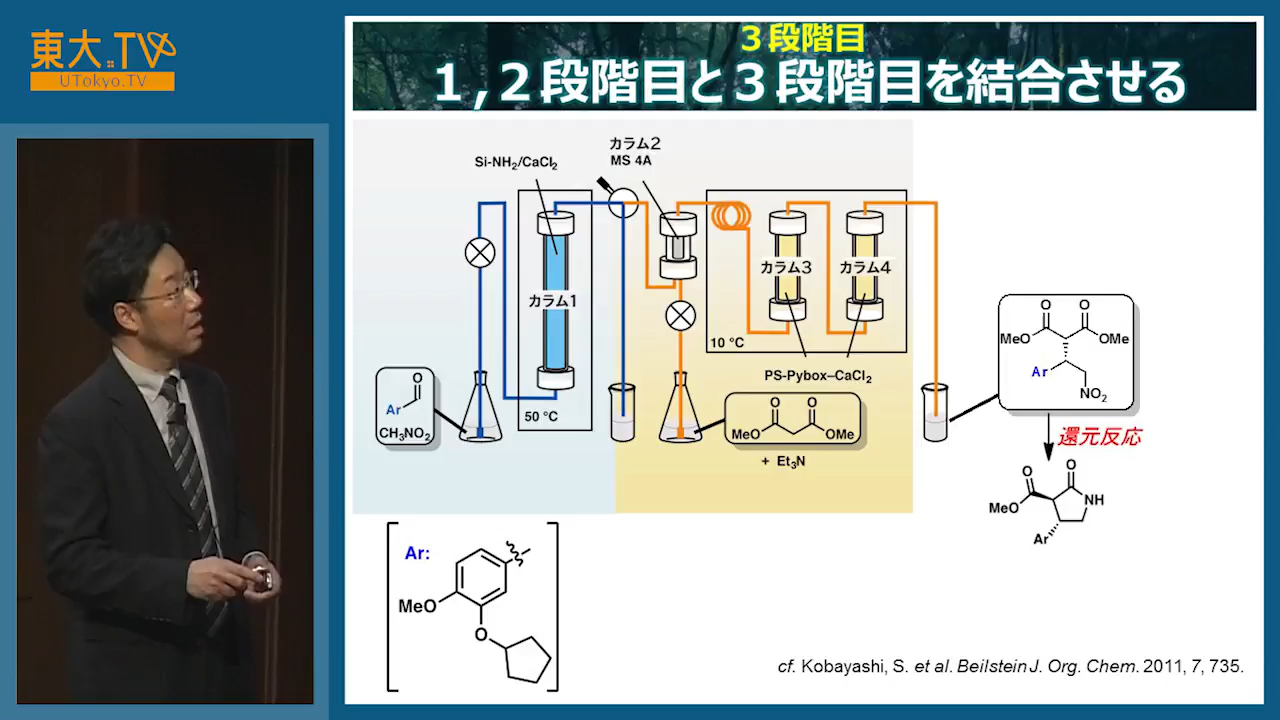 東大.TV
UTokyo.TV
３段階目
１,２段階目と３段階目を結合させる
カラム２
MS 4A
Si-NH₂/CaCl₂
カラム1
カラム3
カラム4
10 °C
50 °C
PS-Pybox–CaCl₂
O
Ar
CH₃NO₂
O O
MeO OMe
+ Et₃N
O O
MeO OMe
Ar
NO₂
還元反応
O O
MeO NH
Ar
Ar:
MeO
O
cf. Kobayashi, S. et al. Beilstein J. Org. Chem. 2011, 7, 735.